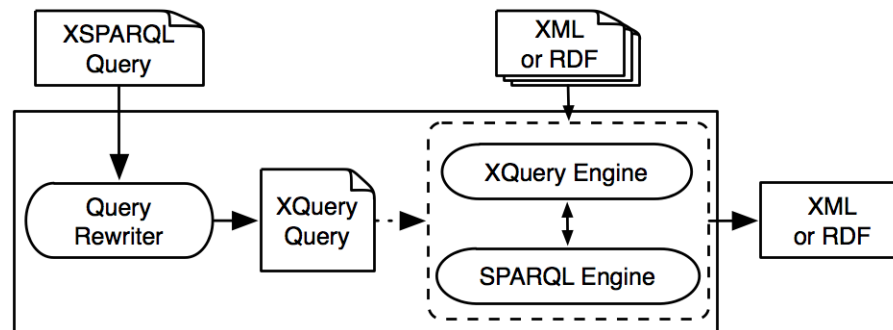 XSPARQL
Query
XML
or RDF
Query
Rewriter
XQuery
Query
XQuery Engine
SPARQL Engine
XML
or RDF